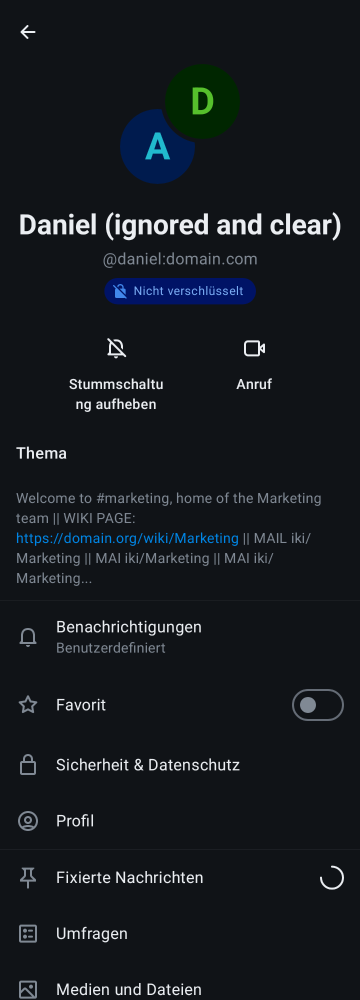 D
A
Daniel (ignored and clear)
@daniel:domain.com
Nicht verschlüsselt
Stummschaltu
ng aufheben
Anruf
Thema
Welcome to #marketing, home of the Marketing
team || WIKI PAGE:
https://domain.org/wiki/Marketing || MAIL iki/
Marketing || MAI iki/Marketing || MAI iki/
Marketing...
Benachrichtigungen
Benutzerdefiniert
Favorit
Sicherheit & Datenschutz
Profil
Fixierte Nachrichten
Umfragen
Medien und Dateien